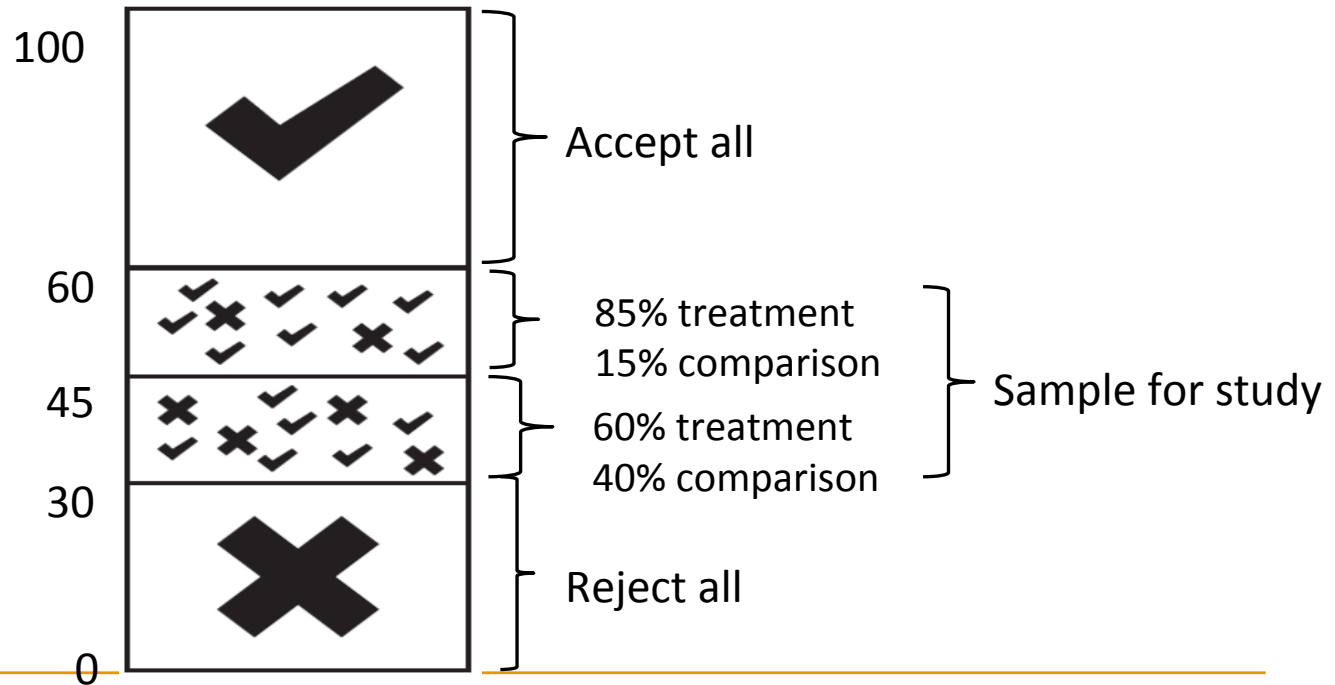 100
Accept all
60
85% treatment
15% comparison
45
Sample for study
60% treatment
40% comparison
30
Reject all
0